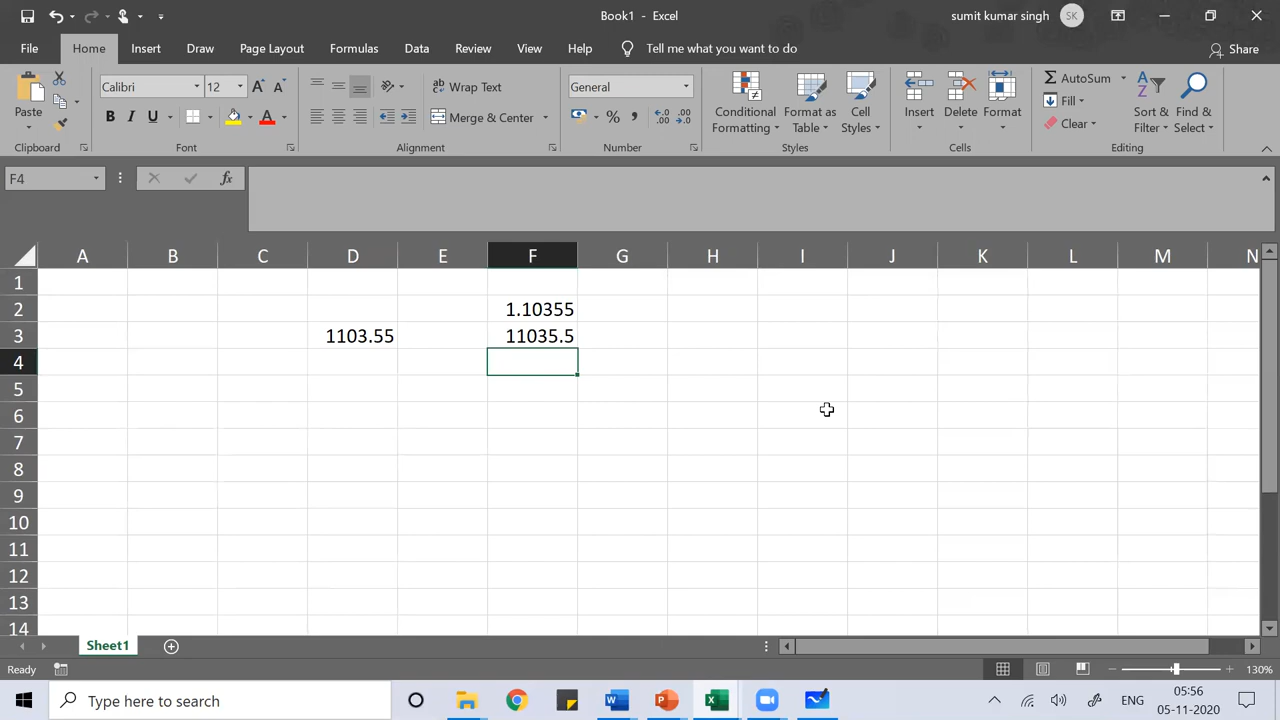 Book1 - Excel
sumit kumar singh
SK
File
Home
Insert
Draw
Page Layout
Formulas
Data
Review
View
Help
Tell me what you want to do
Share
Paste
Clipboard
Calibri
12
B I U
A
Font
Wrap Text
Merge & Center
Alignment
General
%
Number
Conditional Formatting
Format as Table
Cell Styles
Styles
Insert
Delete
Format
Cells
AutoSum
Fill
Clear
Sort & Filter
Find & Select
Editing
F4
fx
A B C D E F G H I J K L M N
1
2 1.10355
3 1103.55 11035.5
4
5
6
7
8
9
10
11
12
13
14
Sheet1
Ready
130%
Type here to search
ENG
05:56
05-11-2020